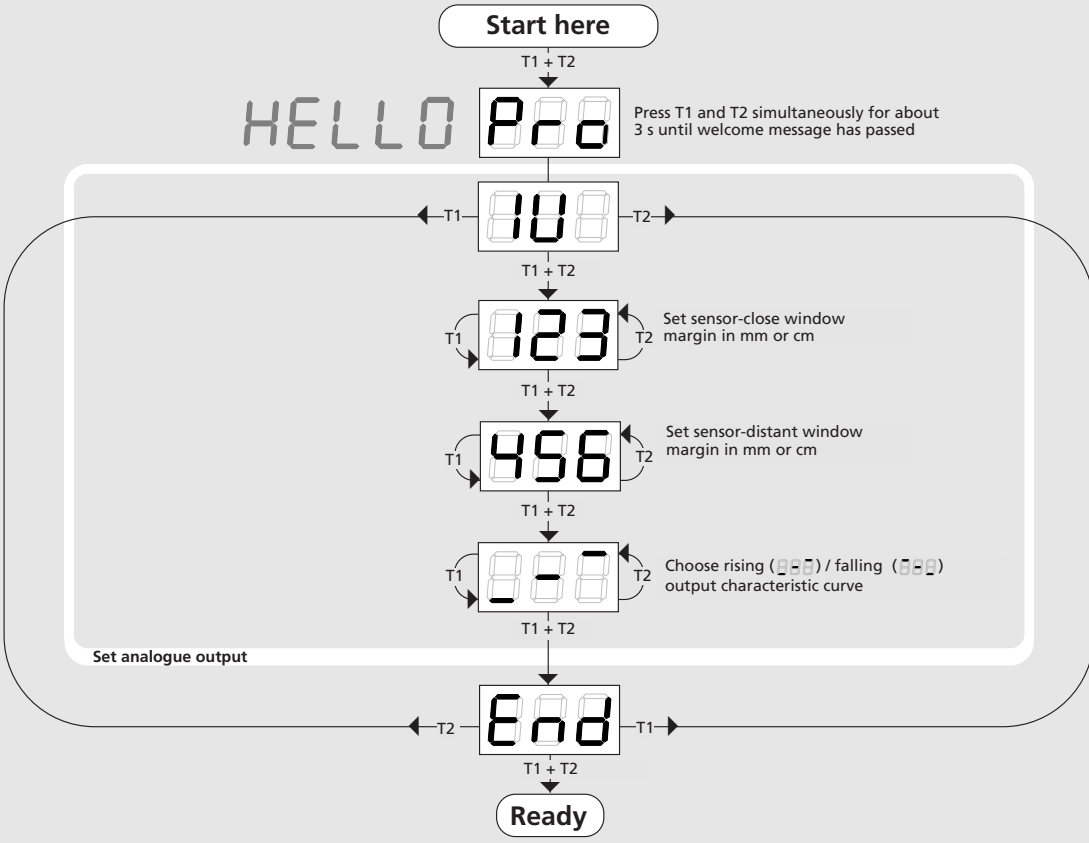 Start here
T1 + T2
HELLO
Pro
Press T1 and T2 simultaneously for about
3 s until welcome message has passed
T1
1U
T2
T1 + T2
T1
123
T2
Set sensor-close window
margin in mm or cm
T1 + T2
T1
456
T2
Set sensor-distant window
margin in mm or cm
T1 + T2
T1
_-¯
T2
Choose rising (_-¯) / falling (¯-_)
output characteristic curve
T1 + T2
Set analogue output
T2
End
T1
T1 + T2
Ready